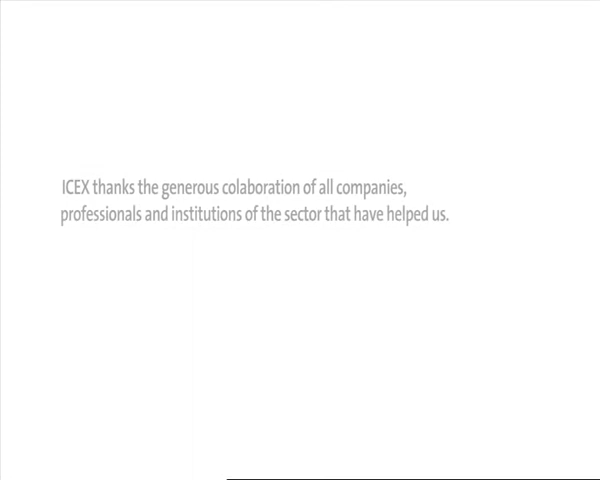 ICEX thanks the generous colaboration of all companies,
professionals and institutions of the sector that have helped us.